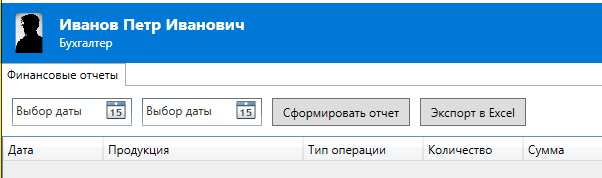 Иванов Петр Иванович
Бухгалтер
Финансовые отчеты
Выбор даты 15 Выбор даты 15 Сформировать отчет Экспорт в Excel
Дата Продукция Тип операции Количество Сумма